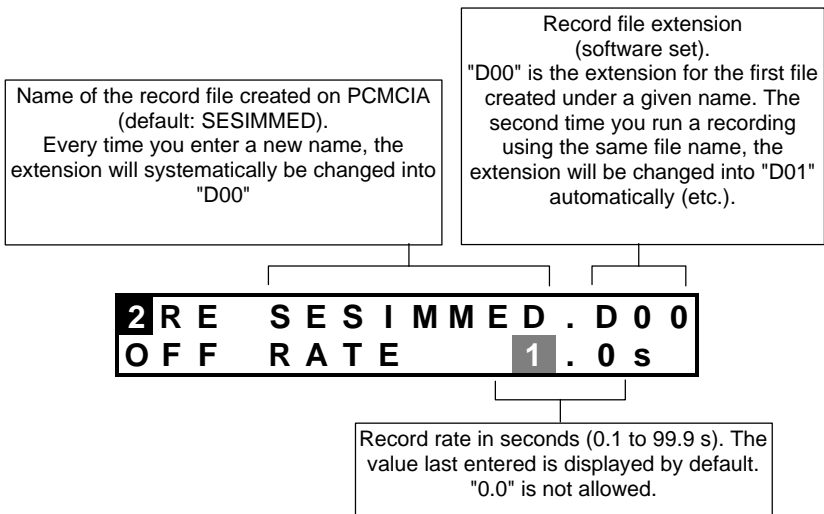 Record file extension
(software set).
"D00" is the extension for the first file
created under a given name. The
second time you run a recording
using the same file name, the
extension will be changed into "D01"
automatically (etc.).
Name of the record file created on PCMCIA
(default: SESIMMED).
Every time you enter a new name, the
extension will systematically be changed into
"D00"
2RE SESIMMED.D00
OFF RATE 1.0s
Record rate in seconds (0.1 to 99.9 s). The
value last entered is displayed by default.
"0.0" is not allowed.